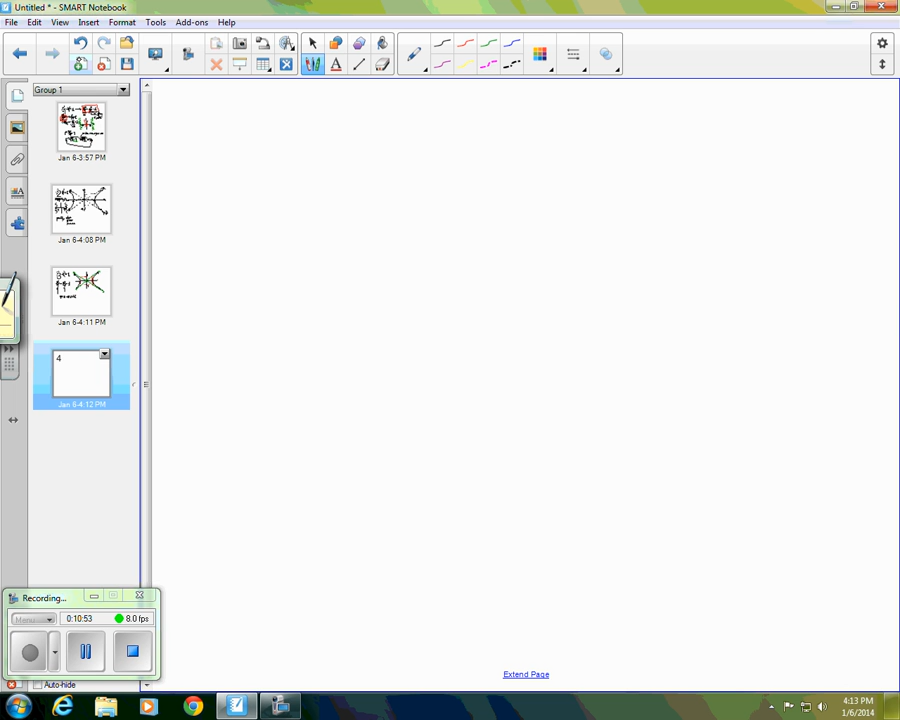 Untitled * - SMART Notebook
File Edit View Insert Format Tools Add-ons Help
Group 1
Jan 6-3:57 PM
Jan 6-4:08 PM
Jan 6-4:11 PM
4
Jan 6-4:12 PM
Recording...
Menu
0:10:53 8.0 fps
Auto-hide
Extend Page
4:13 PM
1/6/2014